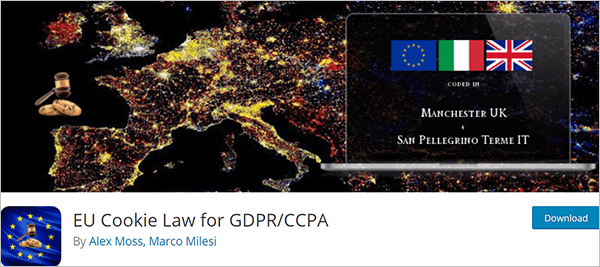 CODED IN
MANCHESTER UK
+
SAN PELLEGRINO TERME IT
EU Cookie Law for GDPR/CCPA
By Alex Moss, Marco Milesi
Download